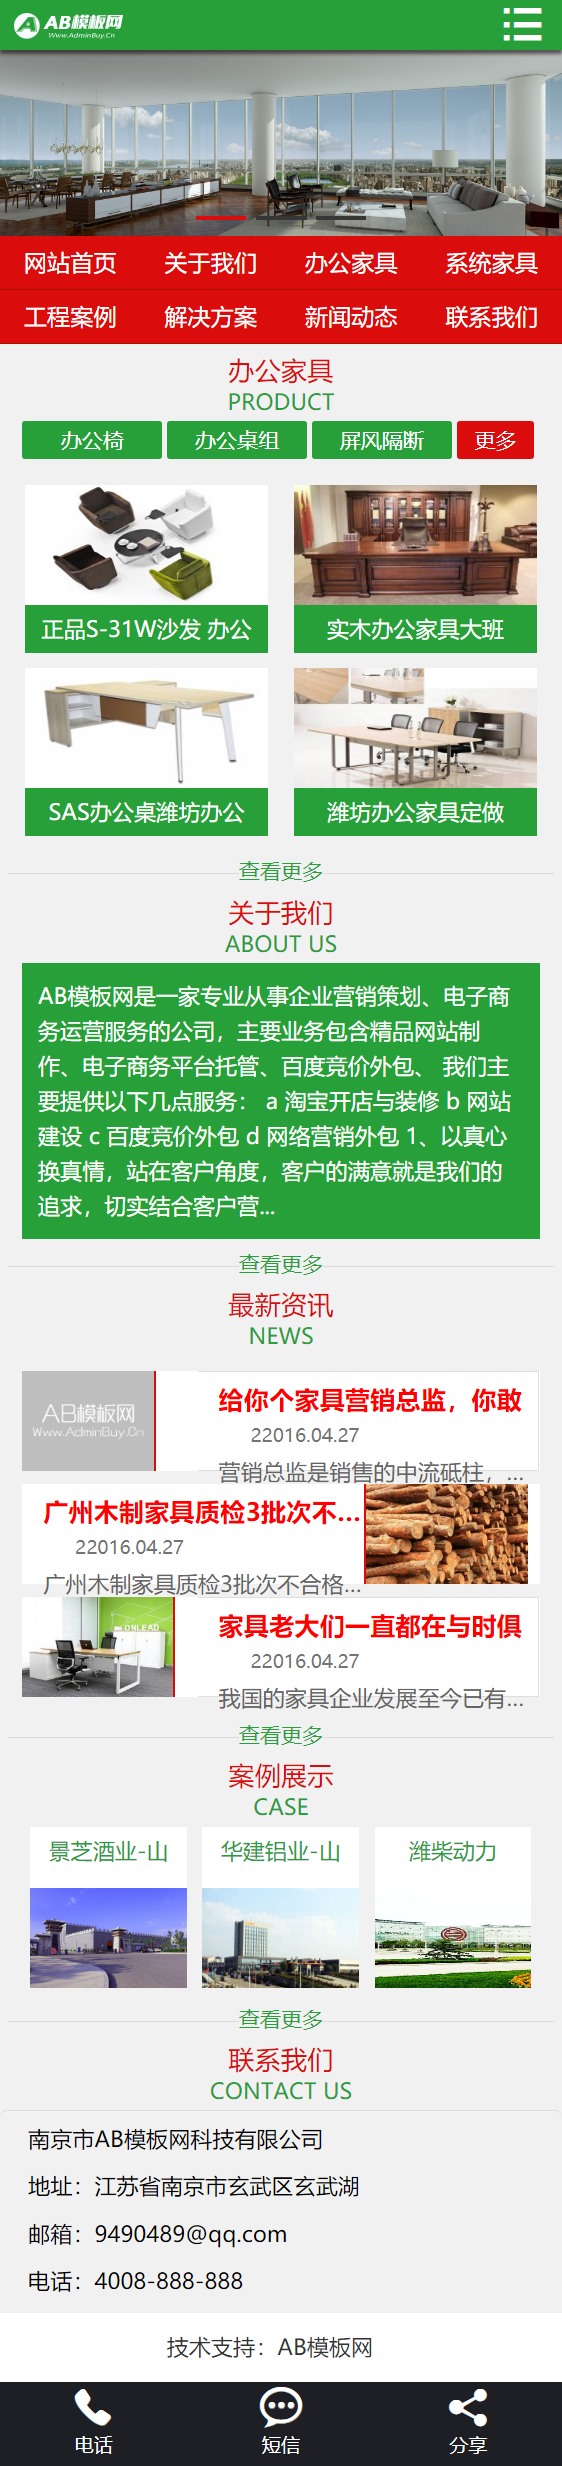 AB模板网
Www.AdminBuy.Cn
网站首页 关于我们 办公家具 系统家具
工程案例 解决方案 新闻动态 联系我们
办公家具
PRODUCT
办公椅 办公桌组 屏风隔断 更多
正品S-31W沙发 办公 实木办公家具大班
SAS办公桌潍坊办公 潍坊办公家具定做
查看更多
关于我们
ABOUT US
AB模板网是一家专业从事企业营销策划、电子商
务运营服务的公司，主要业务包含精品网站制
作、电子商务平台托管、百度竞价外包、 我们主
要提供以下几点服务： a 淘宝开店与装修 b 网站
建设 c 百度竞价外包 d 网络营销外包 1、以真心
换真情，站在客户角度，客户的满意就是我们的
追求，切实结合客户营...
查看更多
最新资讯
NEWS
AB模板网
Www.AdminBuy.Cn
给你个家具营销总监，你敢
22016.04.27
营销总监是销售的中流砥柱，...
广州木制家具质检3批次不...
22016.04.27
广州木制家具质检3批次不合格...
ONLEAD
家具老大们一直都在与时俱
22016.04.27
我国的家具企业发展至今已有...
查看更多
案例展示
CASE
景芝酒业-山 华建铝业-山 潍柴动力
查看更多
联系我们
CONTACT US
南京市AB模板网科技有限公司
地址：江苏省南京市玄武区玄武湖
邮箱：9490489@qq.com
电话：4008-888-888
技术支持：AB模板网
电话 短信 分享